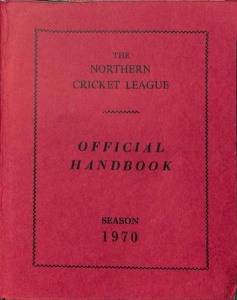 THE
NORTHERN
CRICKET LEAGUE
OFFICIAL
HANDBOOK
SEASON
1970